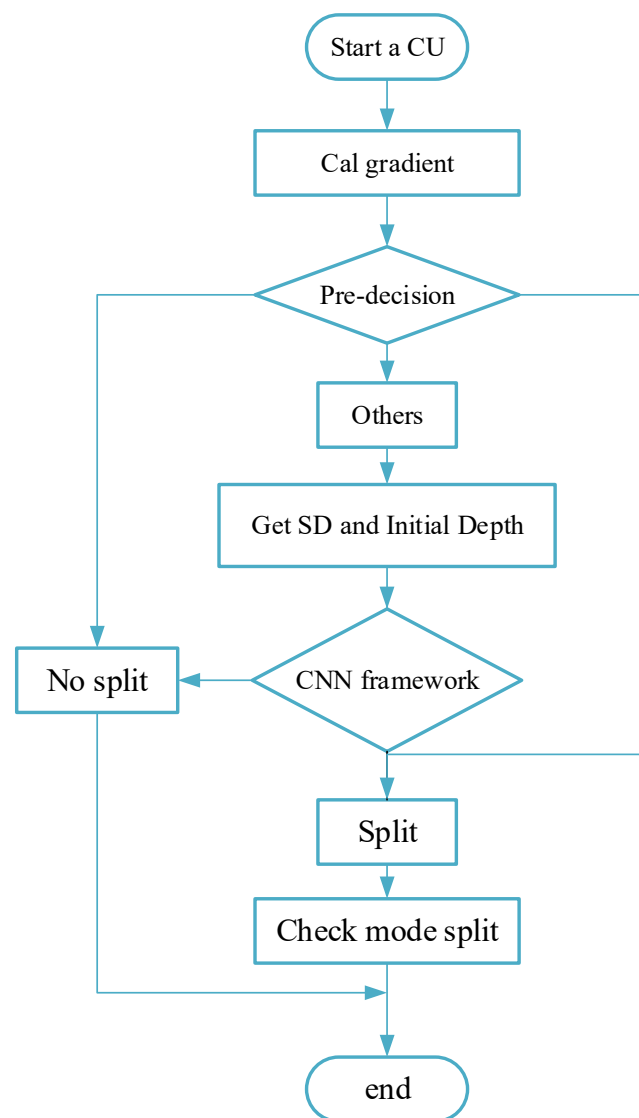 Start a CU
Cal gradient
Pre-decision
Others
Get SD and Initial Depth
No split
CNN framework
Split
Check mode split
end